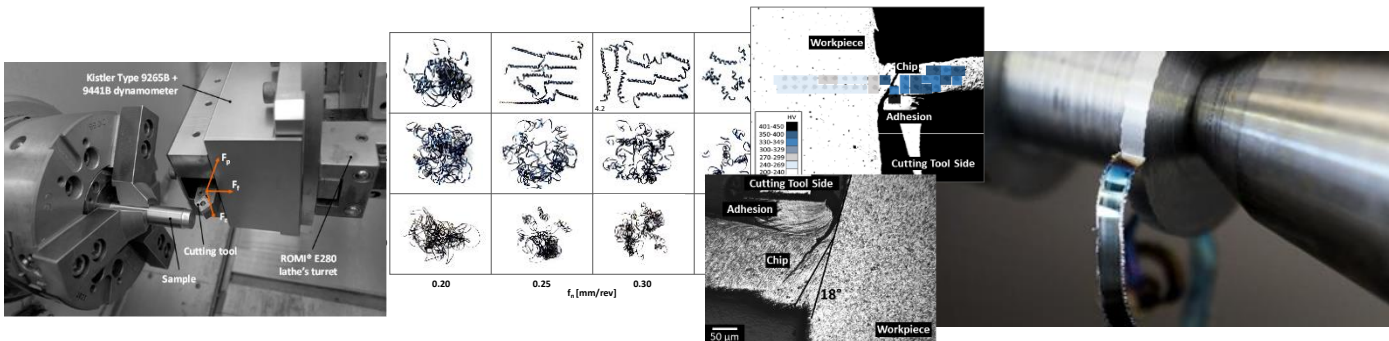 Kistler Type 9265B +
9441B dynamometer
Fp
Ff
Cutting tool
Sample
ROMI® E280
lathe's turret
4.2
0.20
0.25
0.30
fn [mm/rev]
Workpiece
Chip
Adhesion
HV
401-450
350-400
330-349
300-329
270-299
240-269
200-240
Cutting Tool Side
Cutting Tool Side
Adhesion
Chip
18°
50 µm
Workpiece